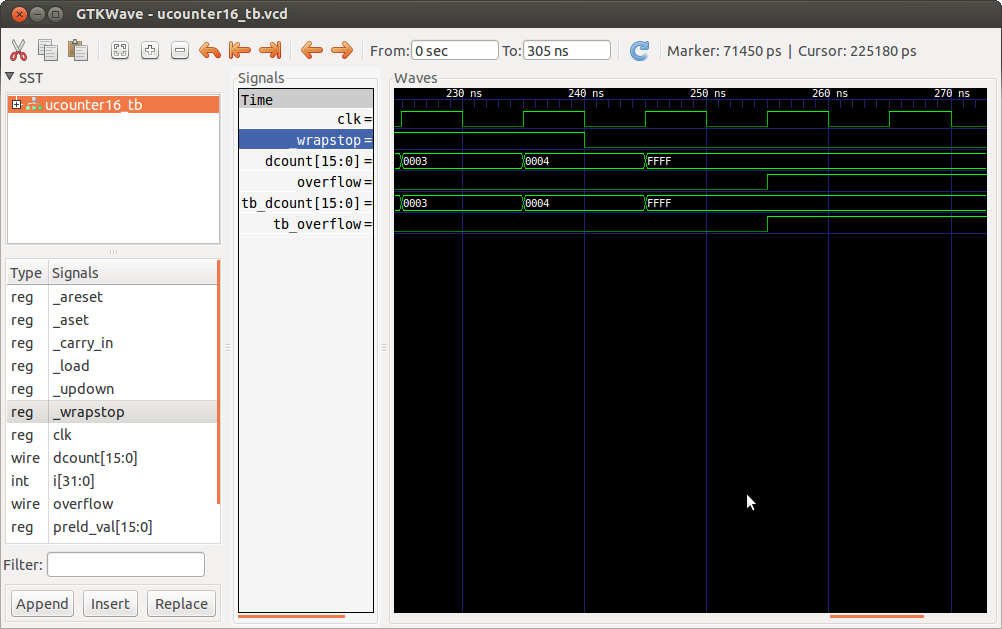 GTKWave - ucounter16_tb.vcd
From: 0 sec To: 305 ns Marker: 71450 ps | Cursor: 225180 ps
SST
ucounter16_tb
Type Signals
reg _areset
reg _aset
reg _carry_in
reg _load
reg _updown
reg _wrapstop
reg clk
wire dcount[15:0]
int i[31:0]
wire overflow
reg preld_val[15:0]
Filter:
Append Insert Replace
Signals
Time
clk =
_wrapstop =
dcount[15:0] =
overflow =
tb_dcount[15:0] =
tb_overflow =
Waves
230 ns 240 ns 250 ns 260 ns 270 ns
0003 0004 FFFF
0003 0004 FFFF